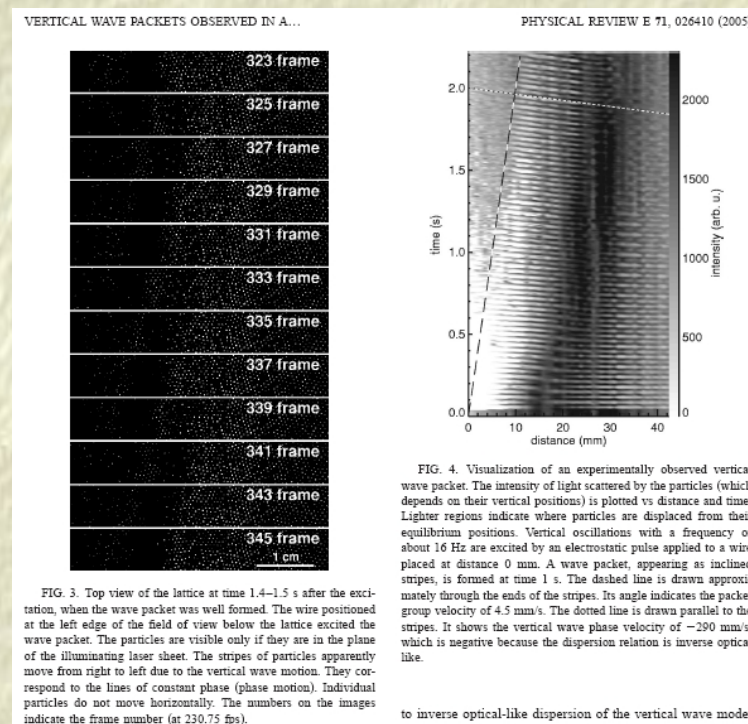 VERTICAL WAVE PACKETS OBSERVED IN A…
PHYSICAL REVIEW E 71, 026410 (2005
323 frame
325 frame
327 frame
329 frame
331 frame
333 frame
335 frame
337 frame
339 frame
341 frame
343 frame
345 frame
1 cm
FIG. 3. Top view of the lattice at time 1.4–1.5 s after the exci-
tation, when the wave packet was well formed. The wire positioned
at the left edge of the field of view below the lattice excited the
wave packet. The particles are visible only if they are in the plane
of the illuminating laser sheet. The stripes of particles apparently
move from right to left due to the vertical wave motion. They cor-
respond to the lines of constant phase (phase motion). Individual
particles do not move horizontally. The numbers on the images
indicate the frame number (at 230.75 fps).
time (s)
2.0
1.5
1.0
0.5
0.0
0 10 20 30 40
distance (mm)
2000
1500
1000
500
0
intensity (arb. u.)
FIG. 4. Visualization of an experimentally observed vertica
wave packet. The intensity of light scattered by the particles (which
depends on their vertical positions) is plotted vs distance and time
Lighter regions indicate where particles are displaced from thei
equilibrium positions. Vertical oscillations with a frequency o
about 16 Hz are excited by an electrostatic pulse applied to a wire
placed at distance 0 mm. A wave packet, appearing as inclined
stripes, is formed at time 1 s. The dashed line is drawn approxi
mately through the ends of the stripes. Its angle indicates the packe
group velocity of 4.5 mm/s. The dotted line is drawn parallel to the
stripes. It shows the vertical wave phase velocity of −290 mm/s
which is negative because the dispersion relation is inverse optica
like.
to inverse optical-like dispersion of the vertical wave mode